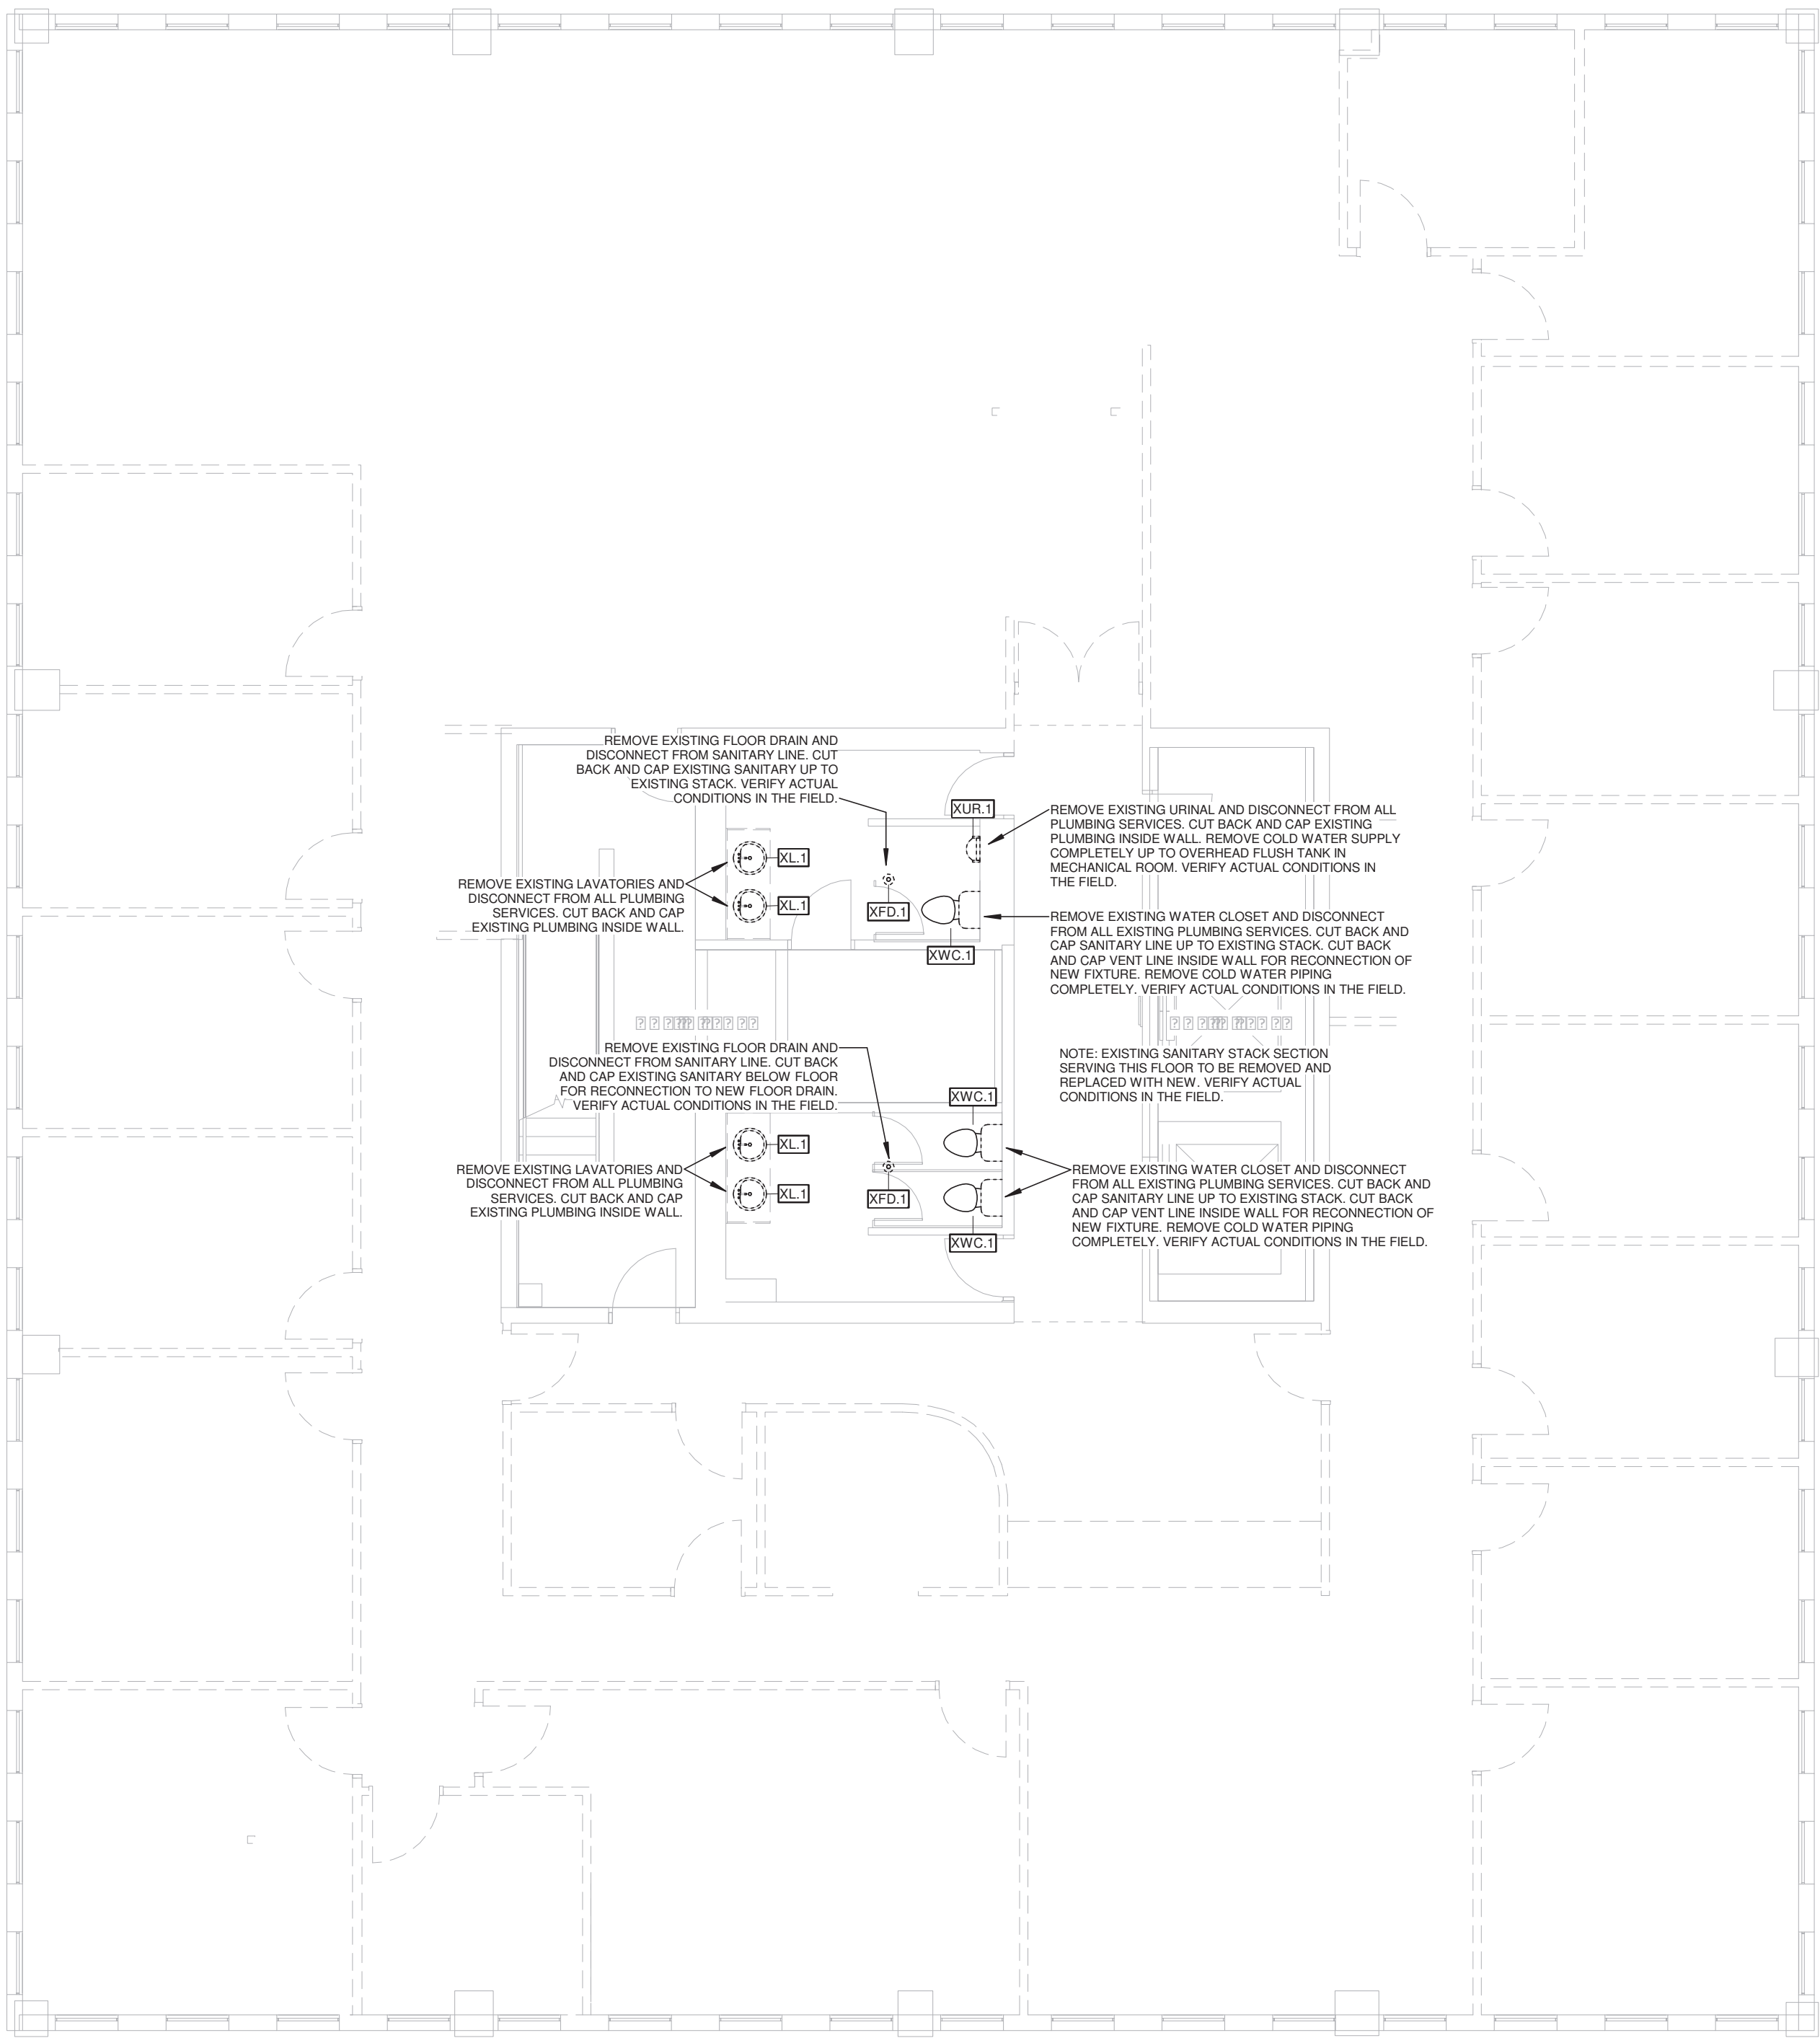 REMOVE EXISTING FLOOR DRAIN AND
DISCONNECT FROM SANITARY LINE. CUT
BACK AND CAP EXISTING SANITARY UP TO
EXISTING STACK. VERIFY ACTUAL
CONDITIONS IN THE FIELD.
XUR.1
REMOVE EXISTING URINAL AND DISCONNECT FROM ALL
PLUMBING SERVICES. CUT BACK AND CAP EXISTING
PLUMBING INSIDE WALL. REMOVE COLD WATER SUPPLY
COMPLETELY UP TO OVERHEAD FLUSH TANK IN
MECHANICAL ROOM. VERIFY ACTUAL CONDITIONS IN
THE FIELD.
XL.1
REMOVE EXISTING LAVATORIES AND
DISCONNECT FROM ALL PLUMBING
SERVICES. CUT BACK AND CAP
EXISTING PLUMBING INSIDE WALL.
XL.1
XFD.1
REMOVE EXISTING WATER CLOSET AND DISCONNECT
FROM ALL EXISTING PLUMBING SERVICES. CUT BACK AND
CAP SANITARY LINE UP TO EXISTING STACK. CUT BACK
AND CAP VENT LINE INSIDE WALL FOR RECONNECTION OF
NEW FIXTURE. REMOVE COLD WATER PIPING
COMPLETELY. VERIFY ACTUAL CONDITIONS IN THE FIELD.
XWC.1
REMOVE EXISTING FLOOR DRAIN AND
DISCONNECT FROM SANITARY LINE. CUT BACK
AND CAP EXISTING SANITARY BELOW FLOOR
FOR RECONNECTION TO NEW FLOOR DRAIN.
VERIFY ACTUAL CONDITIONS IN THE FIELD.
NOTE: EXISTING SANITARY STACK SECTION
SERVING THIS FLOOR TO BE REMOVED AND
REPLACED WITH NEW. VERIFY ACTUAL
CONDITIONS IN THE FIELD.
XWC.1
XL.1
REMOVE EXISTING LAVATORIES AND
DISCONNECT FROM ALL PLUMBING
SERVICES. CUT BACK AND CAP
EXISTING PLUMBING INSIDE WALL.
XL.1
XFD.1
REMOVE EXISTING WATER CLOSET AND DISCONNECT
FROM ALL EXISTING PLUMBING SERVICES. CUT BACK AND
CAP SANITARY LINE UP TO EXISTING STACK. CUT BACK
AND CAP VENT LINE INSIDE WALL FOR RECONNECTION OF
NEW FIXTURE. REMOVE COLD WATER PIPING
COMPLETELY. VERIFY ACTUAL CONDITIONS IN THE FIELD.
XWC.1